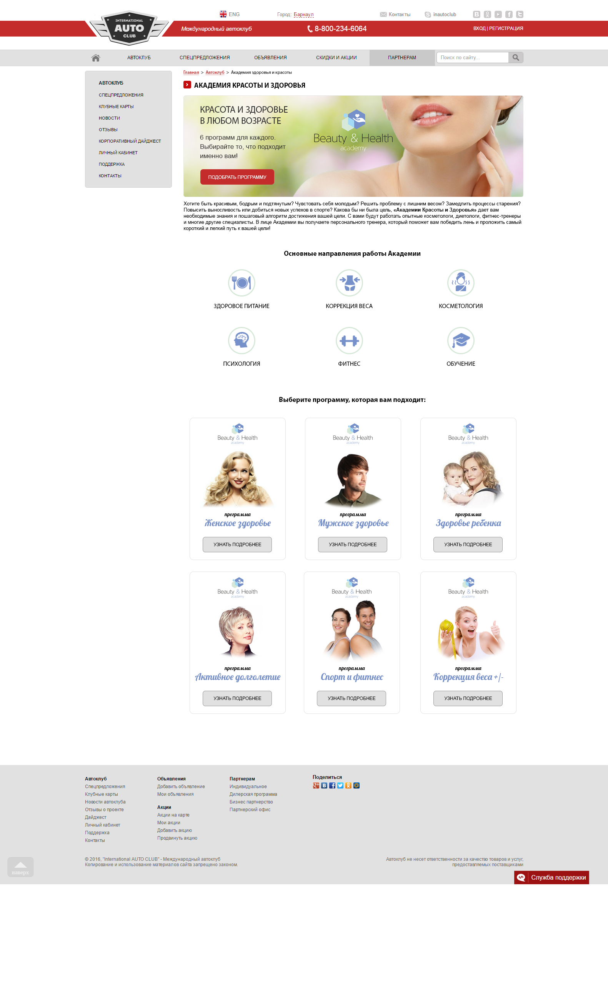 ENG
Город: Барнаул
Контакты
inautoclub
INTERNATIONAL
AUTO
CLUB
Международный автоклуб
8-800-234-6064
ВХОД | РЕГИСТРАЦИЯ
АВТОКЛУБ
СПЕЦПРЕДЛОЖЕНИЯ
ОБЪЯВЛЕНИЯ
СКИДКИ И АКЦИИ
ПАРТНЕРАМ
Поиск по сайту...
АВТОКЛУБ
СПЕЦПРЕДЛОЖЕНИЯ
КЛУБНЫЕ КАРТЫ
НОВОСТИ
ОТЗЫВЫ
КОРПОРАТИВНЫЙ ДАЙДЖЕСТ
ЛИЧНЫЙ КАБИНЕТ
ПОДДЕРЖКА
КОНТАКТЫ
Главная > Автоклуб > Академия здоровья и красоты
АКАДЕМИЯ КРАСОТЫ И ЗДОРОВЬЯ
КРАСОТА И ЗДОРОВЬЕ
В ЛЮБОМ ВОЗРАСТЕ
6 программ для каждого.
Выбирайте то, что подходит
именно вам!
ПОДОБРАТЬ ПРОГРАММУ
Beauty & Health
academy
Хотите быть красивым, бодрым и подтянутым? Чувстовать себя молодым? Решить проблему с лишним весом? Замедлить процессы старения?
Повысить выносливость или добиться новых успехов в спорте? Какова бы ни была цель, «Академии Красоты и Здоровья» дает вам
необходимые знания и пошаговый алгоритм достижения вашей цели. С вами будут работать опытные косметологи, диетологи, фитнес-тренеры
и многие другие специалисты. В лице Академии вы получаете персонального тренера, который поможет вам победить лень и проложить самый
короткий и легкий путь к вашей цели!
Основные направления работы Академии
ЗДОРОВОЕ ПИТАНИЕ
КОРРЕКЦИЯ ВЕСА
КОСМЕТОЛОГИЯ
ПСИХОЛОГИЯ
ФИТНЕС
ОБУЧЕНИЕ
Выберите программу, которая вам подходит:
Beauty & Health
academy
программа
Женское здоровье
УЗНАТЬ ПОДРОБНЕЕ
Beauty & Health
academy
программа
Мужсское здоровье
УЗНАТЬ ПОДРОБНЕЕ
Beauty & Health
academy
программа
Здоровье ребенка
УЗНАТЬ ПОДРОБНЕЕ
Beauty & Health
academy
программа
Активное долголетие
УЗНАТЬ ПОДРОБНЕЕ
Beauty & Health
academy
программа
Спорт и фитнес
УЗНАТЬ ПОДРОБНЕЕ
Beauty & Health
academy
программа
Коррекция веса +/-
УЗНАТЬ ПОДРОБНЕЕ
Автоклуб
Спецпредложения
Клубные карты
Новости автоклуба
Отзывы о проекте
Дайджест
Личный кабинет
Поддержка
Контакты
Объявления
Добавить объявление
Мои объявления
Акции
Акции на карте
Мои акции
Добавить акцию
Продвинуть акцию
Партнерам
Индивидуальное
Дилерская программа
Бизнес партнерство
Партнерский офис
Поделиться
© 2016, "International AUTO CLUB" - Международный автоклуб
Копирование и использование материалов сайта запрещено законом.
Автоклуб не несет ответственности за качество товаров и услуг,
предоставляемых поставщиками
наверх
Служба поддержки